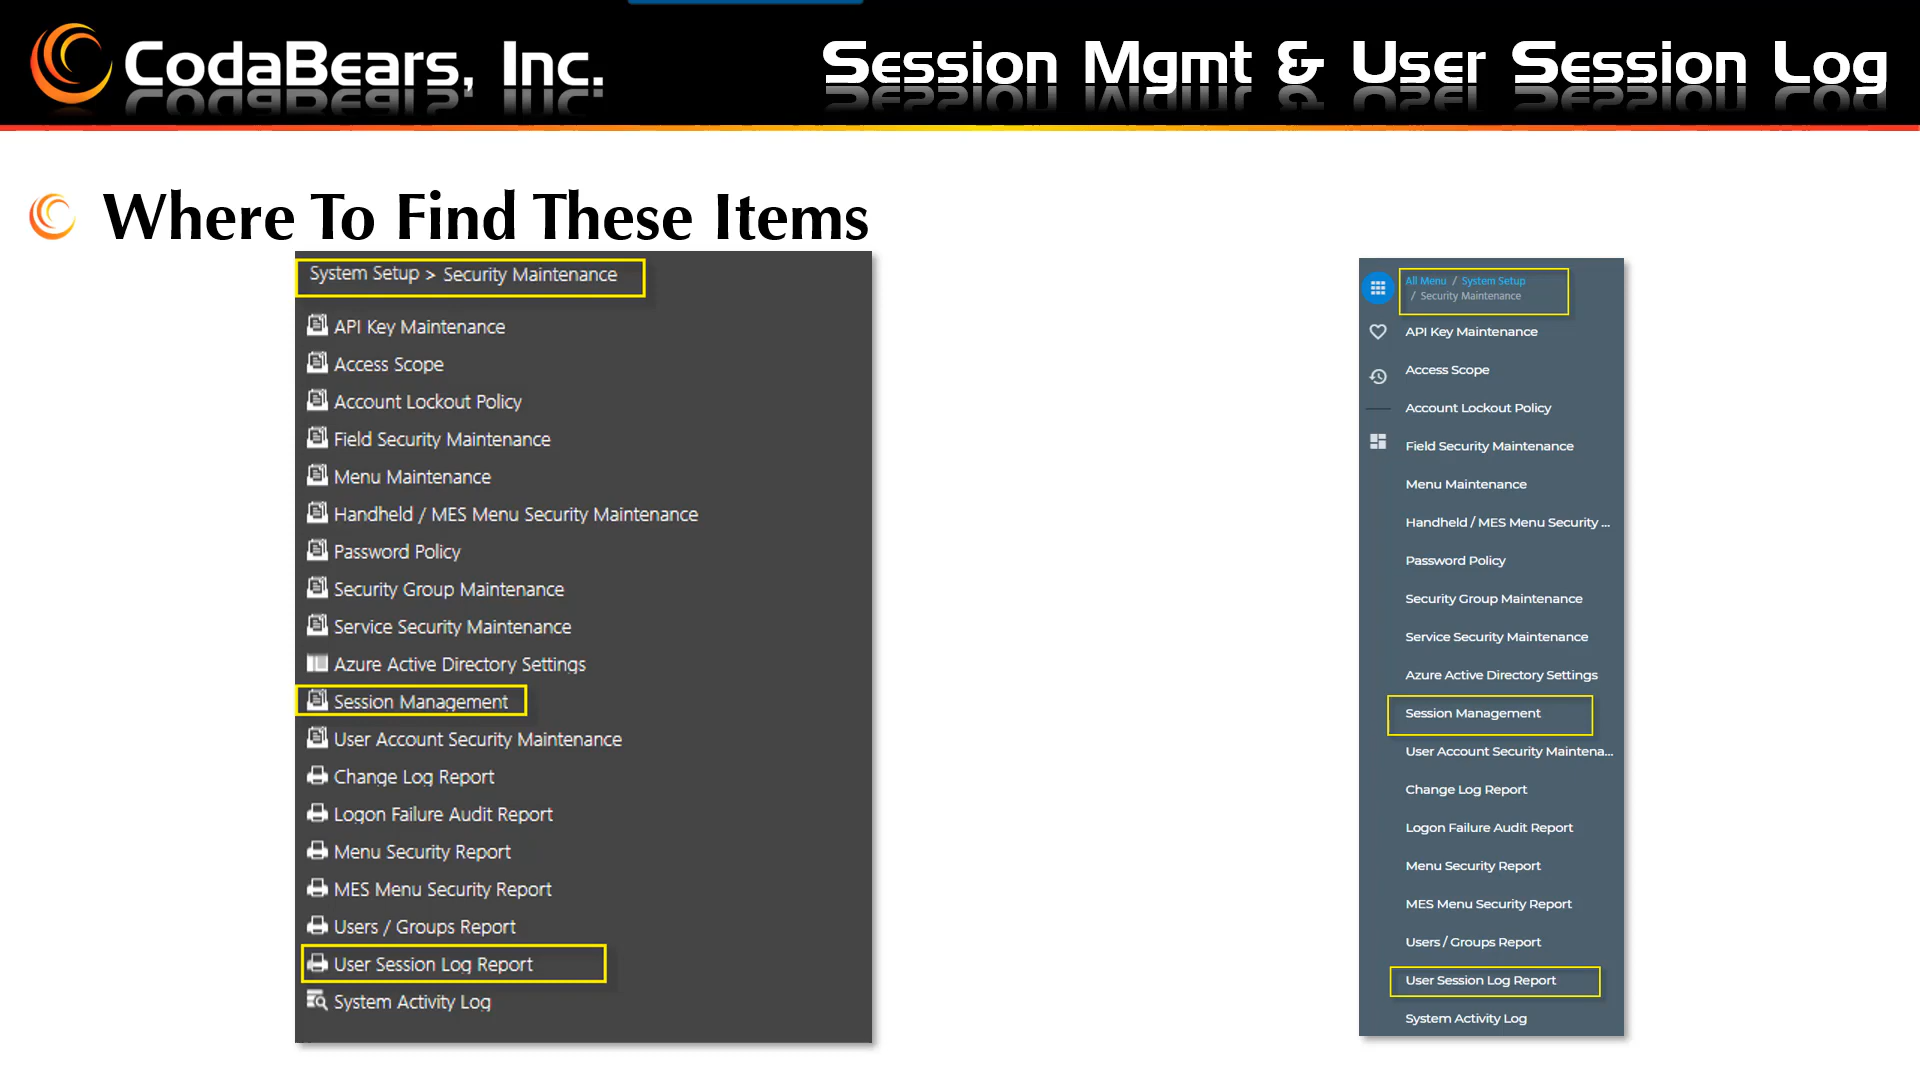 CodaBears, Inc.
Session Mgmt & User Session Log
Where To Find These Items
System Setup > Security Maintenance
API Key Maintenance
Access Scope
Account Lockout Policy
Field Security Maintenance
Menu Maintenance
Handheld / MES Menu Security Maintenance
Password Policy
Security Group Maintenance
Service Security Maintenance
Azure Active Directory Settings
Session Management
User Account Security Maintenance
Change Log Report
Logon Failure Audit Report
Menu Security Report
MES Menu Security Report
Users / Groups Report
User Session Log Report
System Activity Log
All Menu / System Setup
/ Security Maintenance
API Key Maintenance
Access Scope
Account Lockout Policy
Field Security Maintenance
Menu Maintenance
Handheld / MES Menu Security ...
Password Policy
Security Group Maintenance
Service Security Maintenance
Azure Active Directory Settings
Session Management
User Account Security Maintena...
Change Log Report
Logon Failure Audit Report
Menu Security Report
MES Menu Security Report
Users / Groups Report
User Session Log Report
System Activity Log